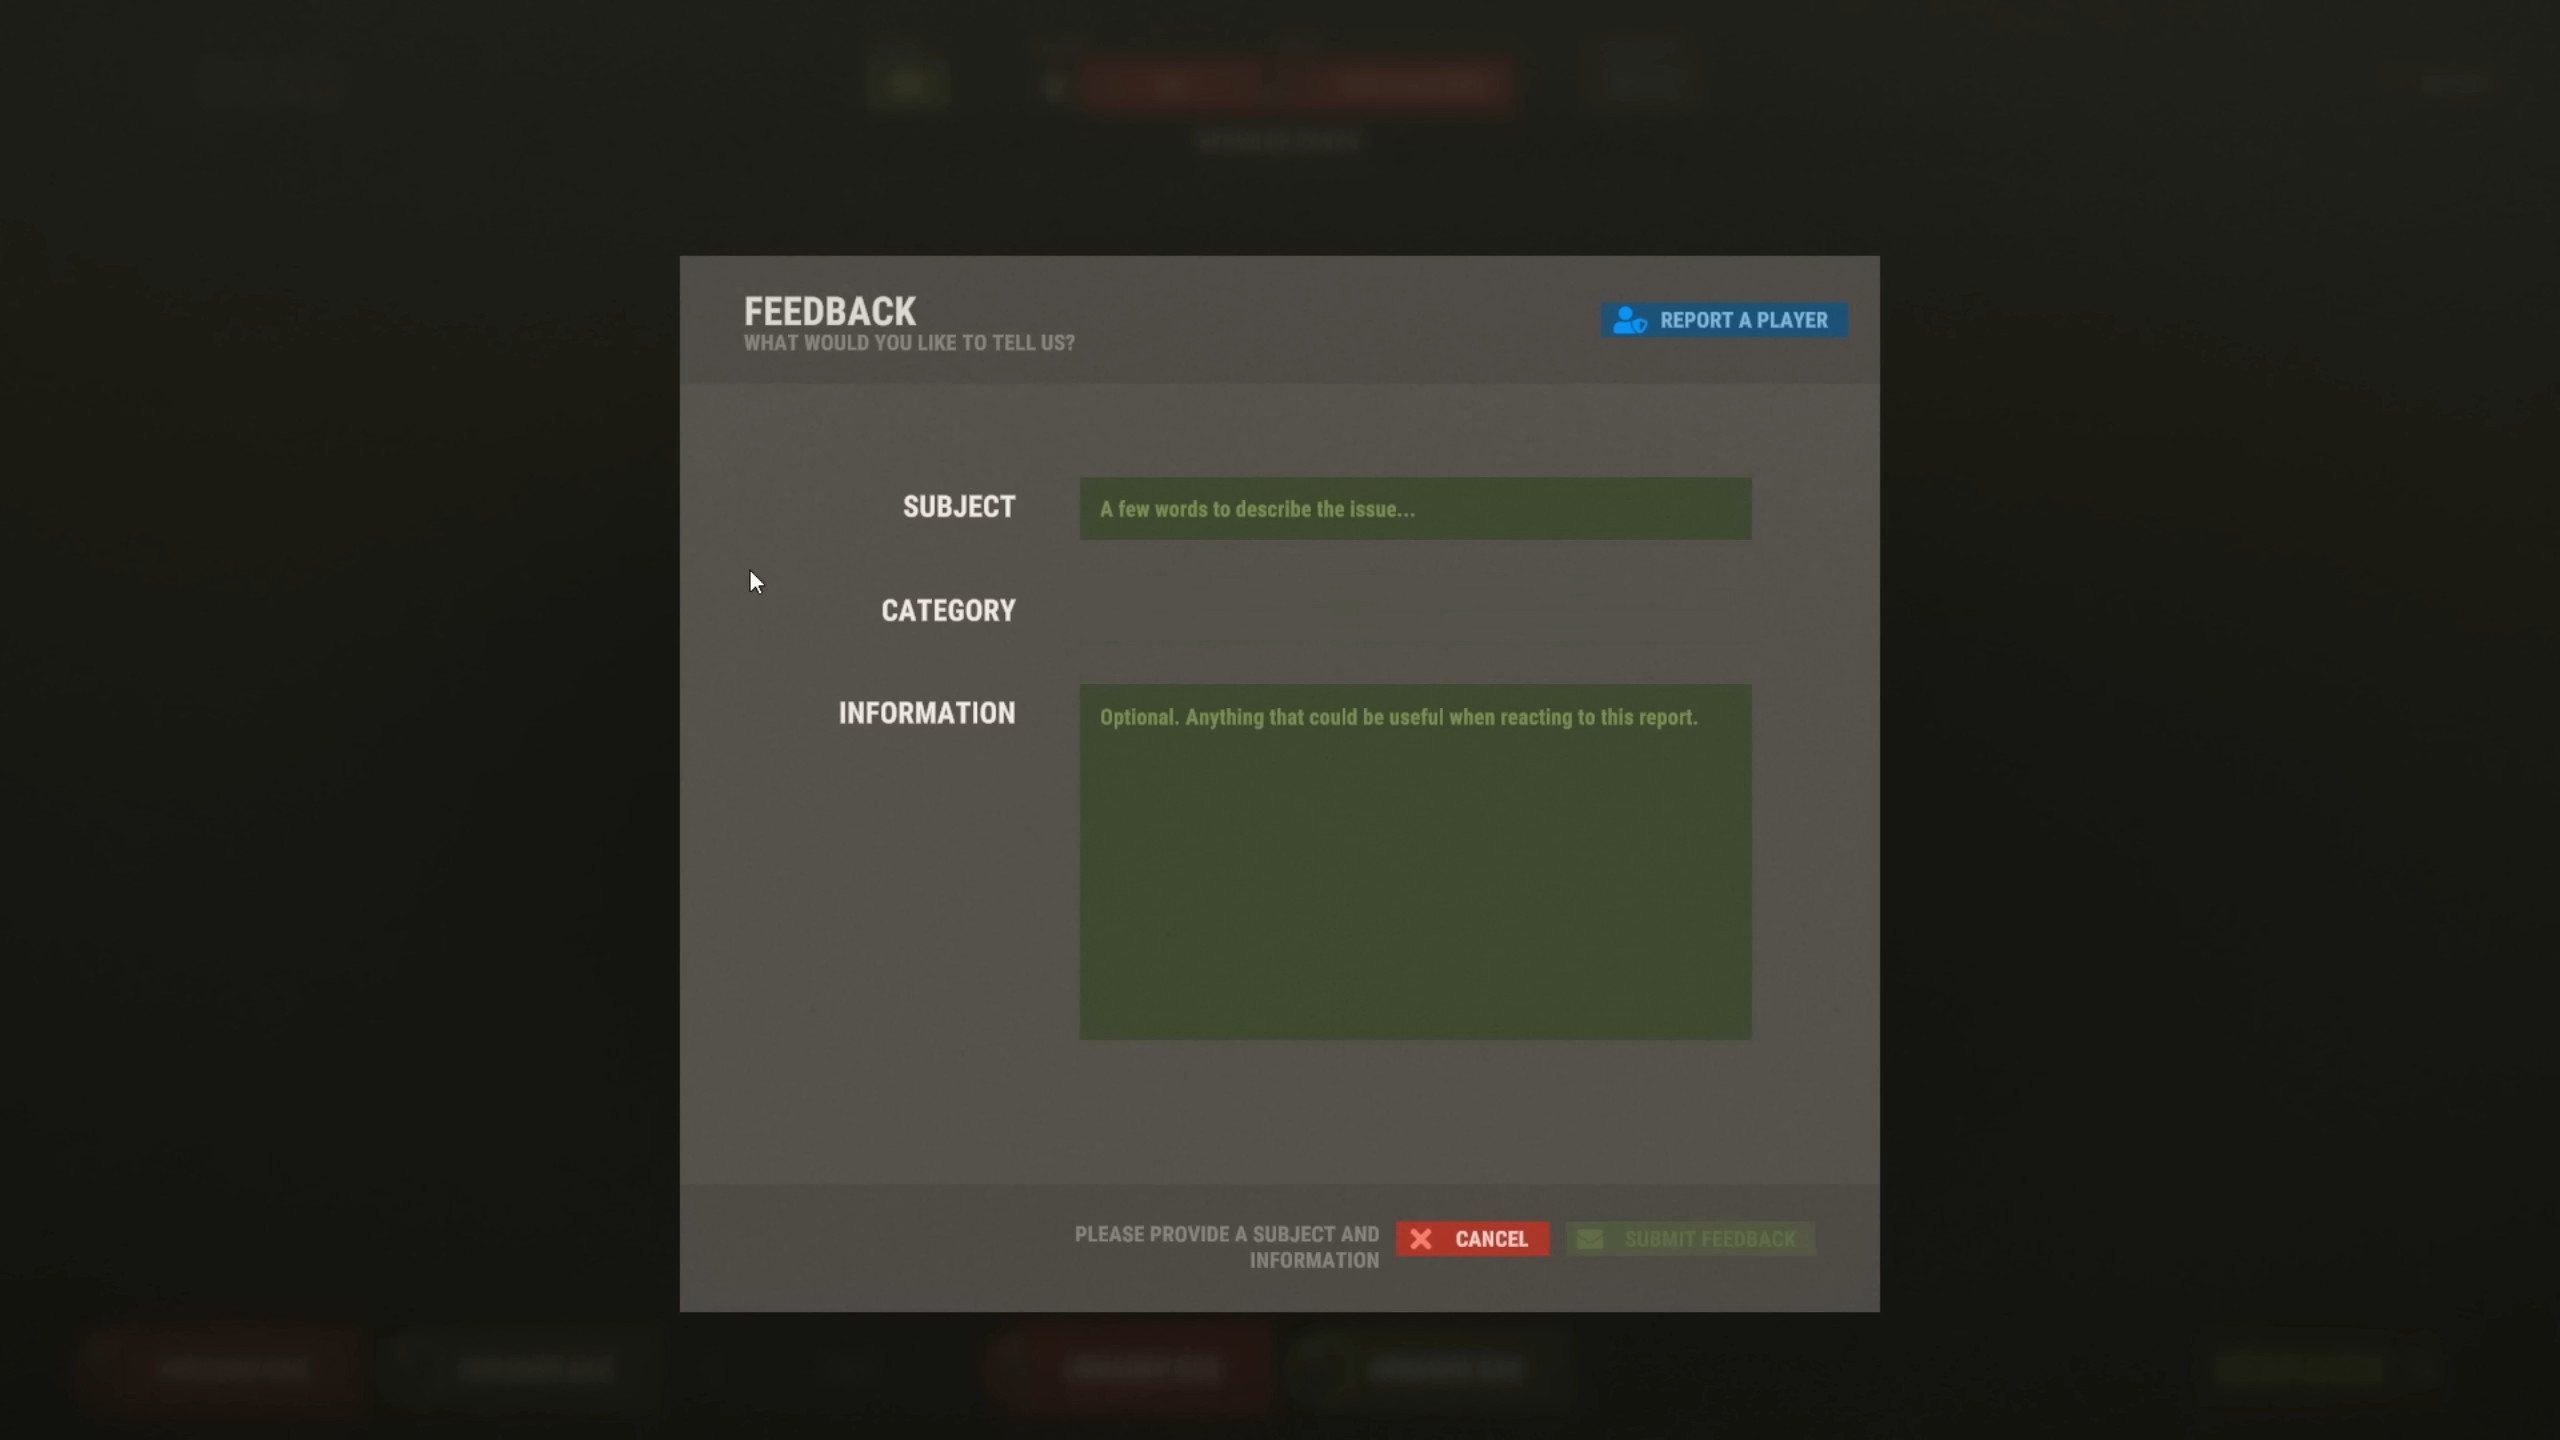 FEEDBACK
WHAT WOULD YOU LIKE TO TELL US?
REPORT A PLAYER
SUBJECT
A few words to describe the issue...
CATEGORY
INFORMATION
Optional. Anything that could be useful when reacting to this report.
PLEASE PROVIDE A SUBJECT AND
INFORMATION
CANCEL
SUBMIT FEEDBACK